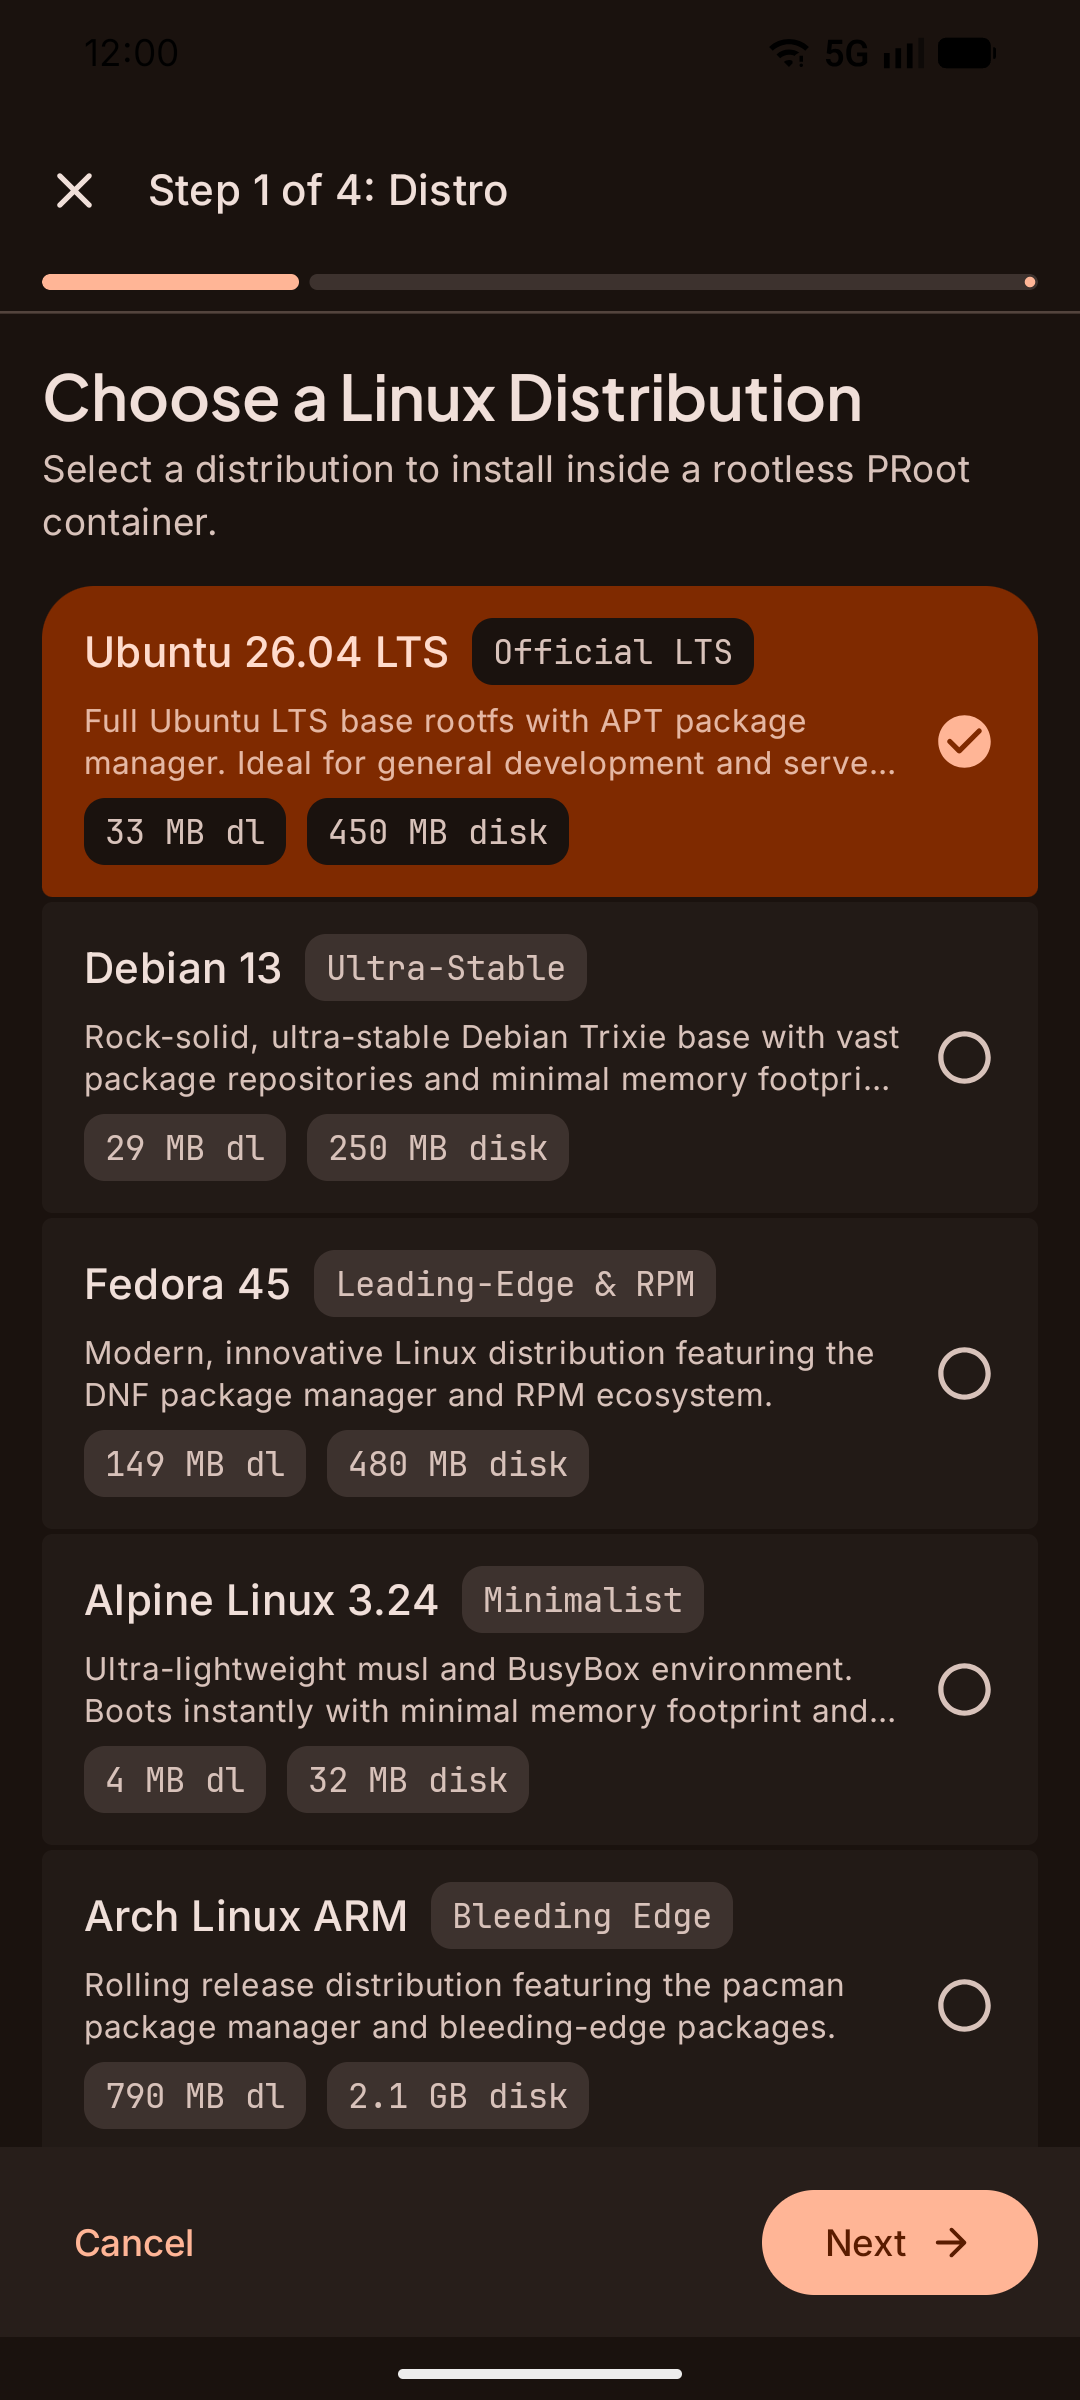 12:00
5G
Step 1 of 4: Distro
Choose a Linux Distribution
Select a distribution to install inside a rootless PRoot
container.
Ubuntu 26.04 LTS Official LTS
Full Ubuntu LTS base rootfs with APT package
manager. Ideal for general development and serve...
33 MB dl 450 MB disk
Debian 13 Ultra-Stable
Rock-solid, ultra-stable Debian Trixie base with vast
package repositories and minimal memory footpri...
29 MB dl 250 MB disk
Fedora 45 Leading-Edge & RPM
Modern, innovative Linux distribution featuring the
DNF package manager and RPM ecosystem.
149 MB dl 480 MB disk
Alpine Linux 3.24 Minimalist
Ultra-lightweight musl and BusyBox environment.
Boots instantly with minimal memory footprint and...
4 MB dl 32 MB disk
Arch Linux ARM Bleeding Edge
Rolling release distribution featuring the pacman
package manager and bleeding-edge packages.
790 MB dl 2.1 GB disk
Cancel
Next